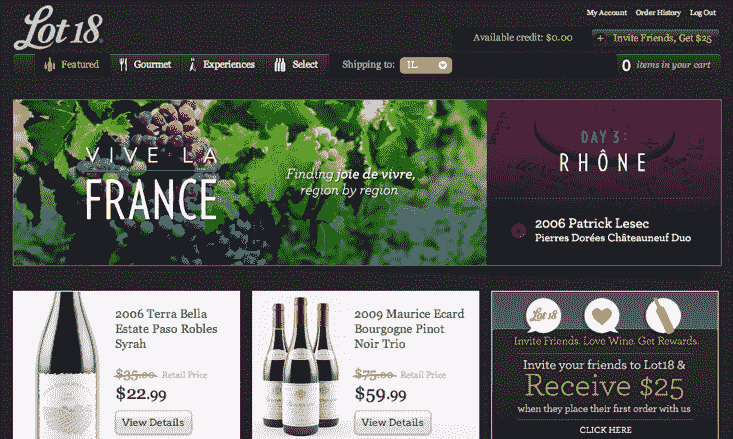 Lot18
My Account
Order History
Log Out
Available credit: $0.00
+ Invite Friends, Get $25
Featured
Gourmet
Experiences
Select
Shipping to:
IL
0 items in your cart
VIVE LA
FRANCE
Finding joie de vivre,
region by region
DAY 3:
RHÔNE
2006 Patrick Lesec
Pierres Dorées Châteauneuf Duo
2006 Terra Bella
Estate Paso Robles
Syrah
$35.00 Retail Price
$22.99
View Details
2009 Maurice Ecard
Bourgogne Pinot
Noir Trio
$75.00 Retail Price
$59.99
View Details
Lot18
Invite Friends. Love Wine. Get Rewards.
Invite your friends to Lot18 &
Receive $25
when they place their first order with us
CLICK HERE